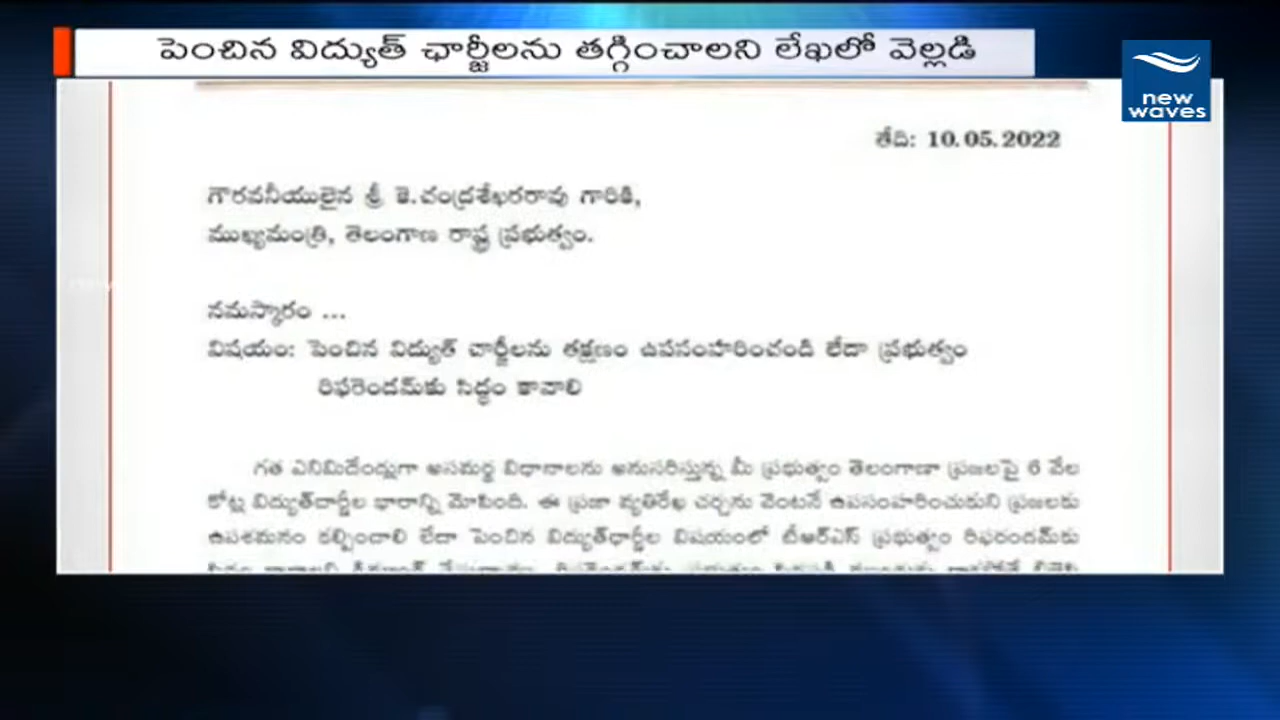 పెంచిన విద్యుత్ ఛార్జీలను తగ్గించాలని లేఖలో వెల్లడి
new
waves
తేది: 10.05.2022
గౌరవనీయులైన శ్రీ కె.చంద్రశేఖరరావు గారికి,
ముఖ్యమంత్రి, తెలంగాణ రాష్ట్ర ప్రభుత్వం.
నమస్కారం ...
విషయం: పెంచిన విద్యుత్ చార్జీలను తక్షణం ఉపసంహరించండి లేదా ప్రభుత్వం
రిఫరెండమ్‌కు సిద్ధం కావాలి
గత ఎనిమిదేండ్లుగా అసమర్థ విధానాలను అనుసరిస్తున్న మీ ప్రభుత్వం తెలంగాణా ప్రజలపై 6 వేల
కోట్ల విద్యుత్‌చార్జీల భారాన్ని మోపింది. ఈ ప్రజా వ్యతిరేఖ చర్చను వెంటనే ఉపసంహరించుకుని ప్రజలకు
ఉపశమనం కల్పించాలి లేదా పెంచిన విద్యుత్‌ఛార్జీల విషయంలో టీఆర్ఎస్ ప్రభుత్వం రిఫరండమ్‌కు